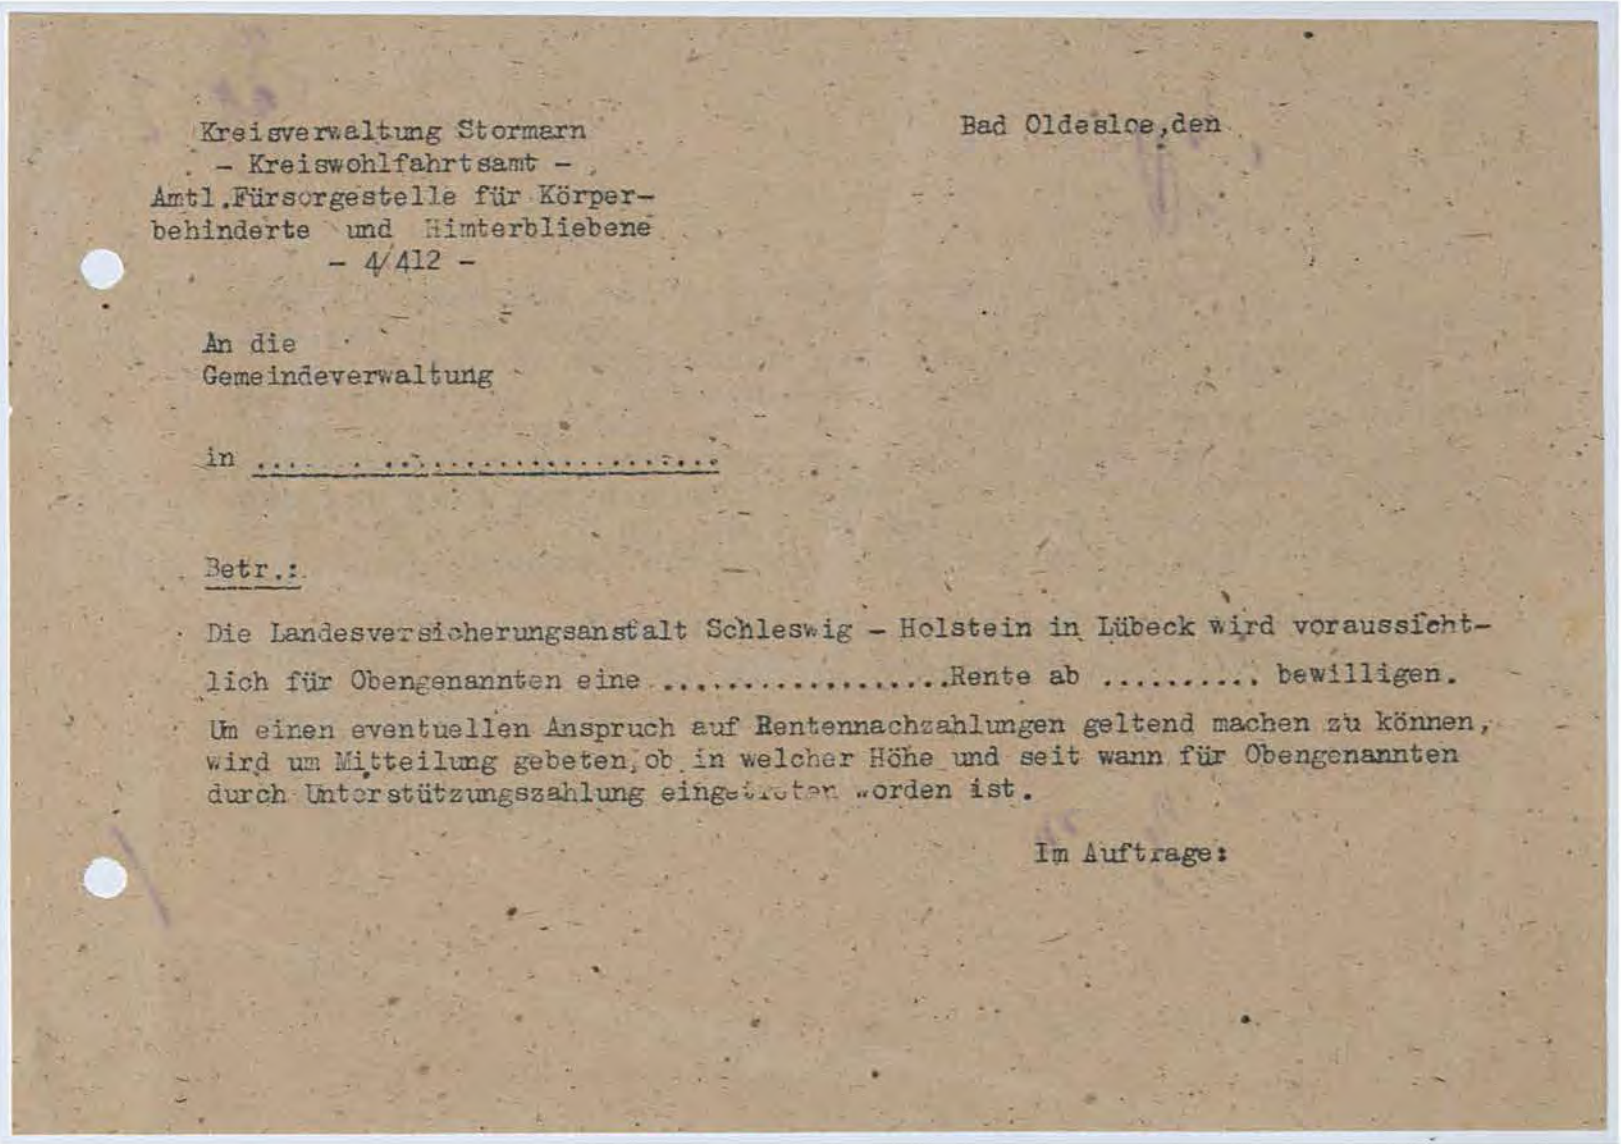 Kreisverwaltung Stormarn
- Kreiswohlfahrtsamt -
Amtl.Fürsorgestelle für Körper-
behinderte und Himterbliebene
- 4/412 -
Bad Oldesloe,den
An die
Gemeindeverwaltung
in ..............................
Betr.:
Die Landesversicherungsanstalt Schleswig - Holstein in Lübeck wird voraussicht-
lich für Obengenannten eine ..................Rente ab .......... bewilligen.
Um einen eventuellen Anspruch auf Rentennachzahlungen geltend machen zu können,
wird um Mitteilung gebeten, ob in welcher Höhe und seit wann für Obengenannten
durch Unterstützungszahlung eingetreten worden ist.
Im Auftrage: